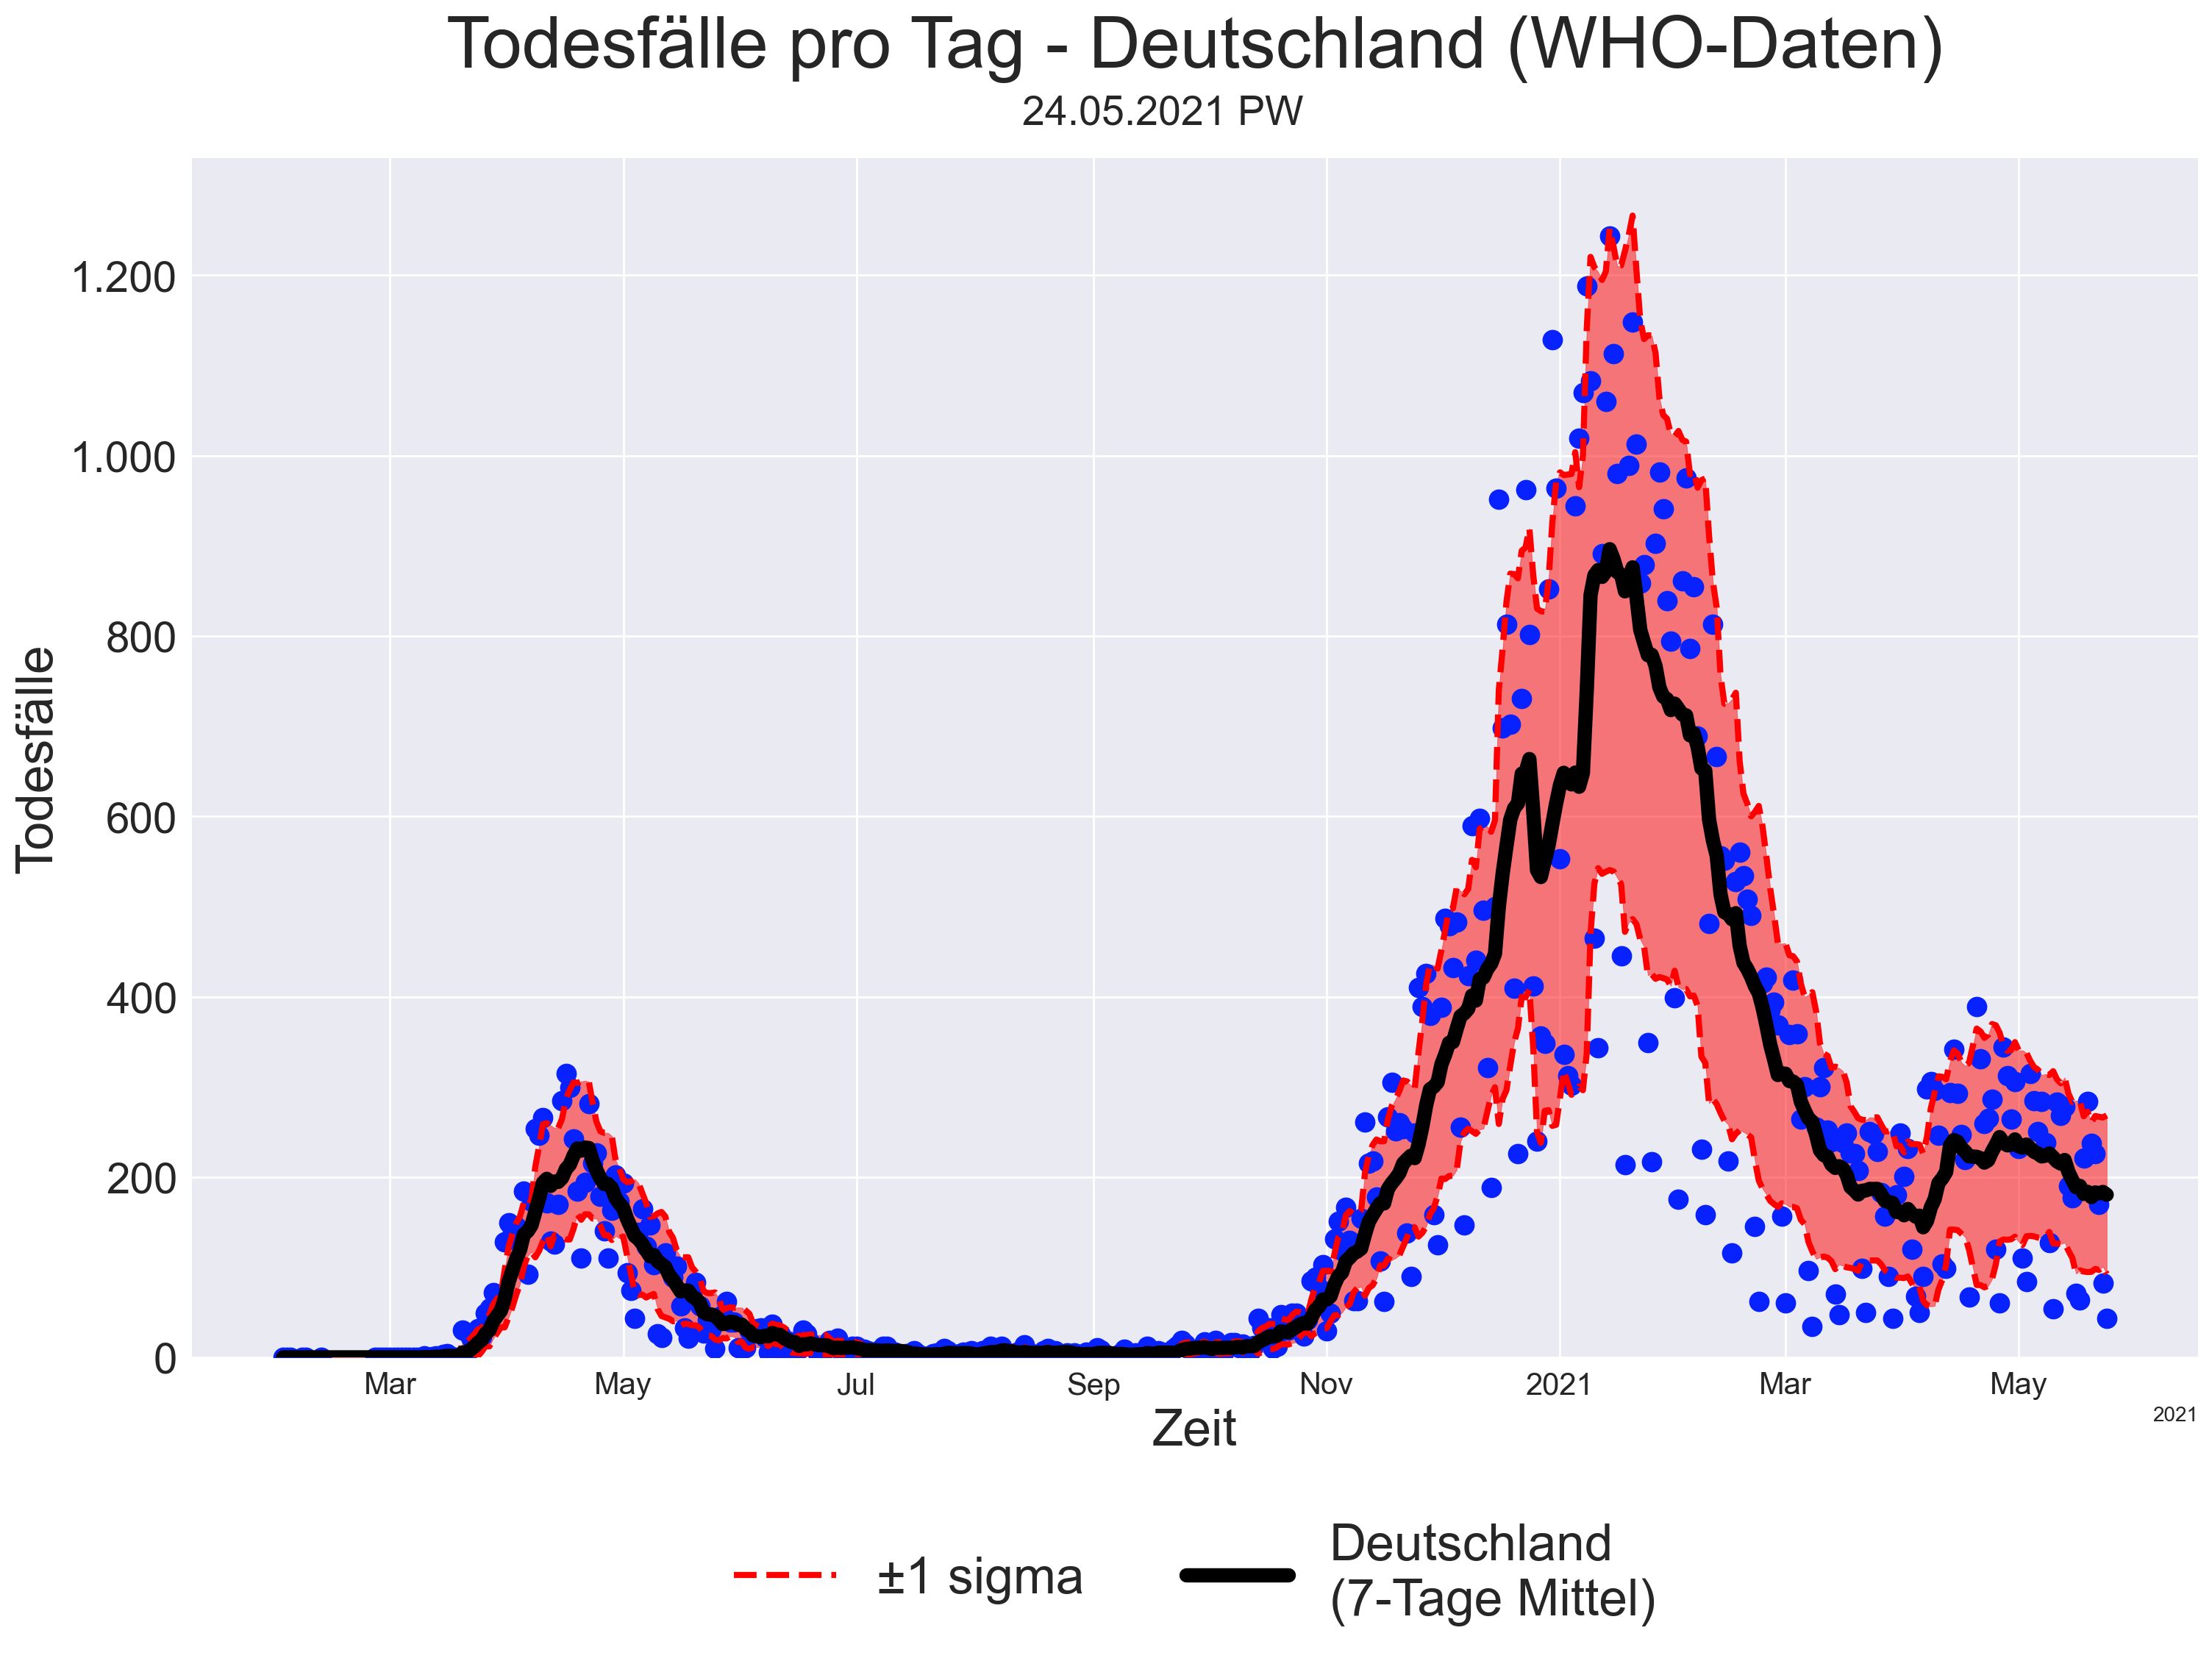 Todesfälle pro Tag - Deutschland (WHO-Daten)
24.05.2021 PW
Todesfälle
1.200
1.000
800
600
400
200
0
Mar May Jul Sep Nov 2021 Mar May
2021
Zeit
±1 sigma
Deutschland
(7-Tage Mittel)